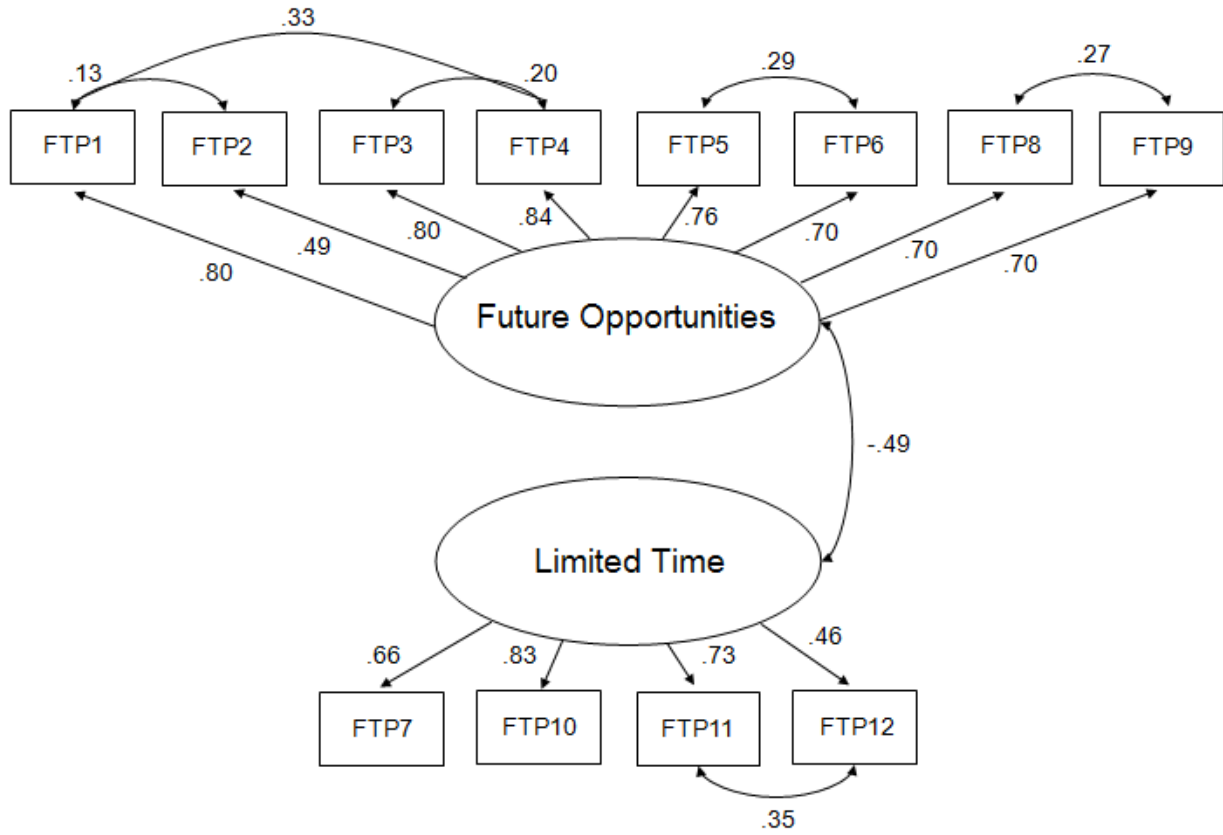 .33
.13
.20
.29
.27
FTP1
FTP2
FTP3
FTP4
FTP5
FTP6
FTP8
FTP9
.80
.49
.80
.84
.76
.70
.70
.70
Future Opportunities
-.49
Limited Time
.66
.83
.73
.46
FTP7
FTP10
FTP11
FTP12
.35